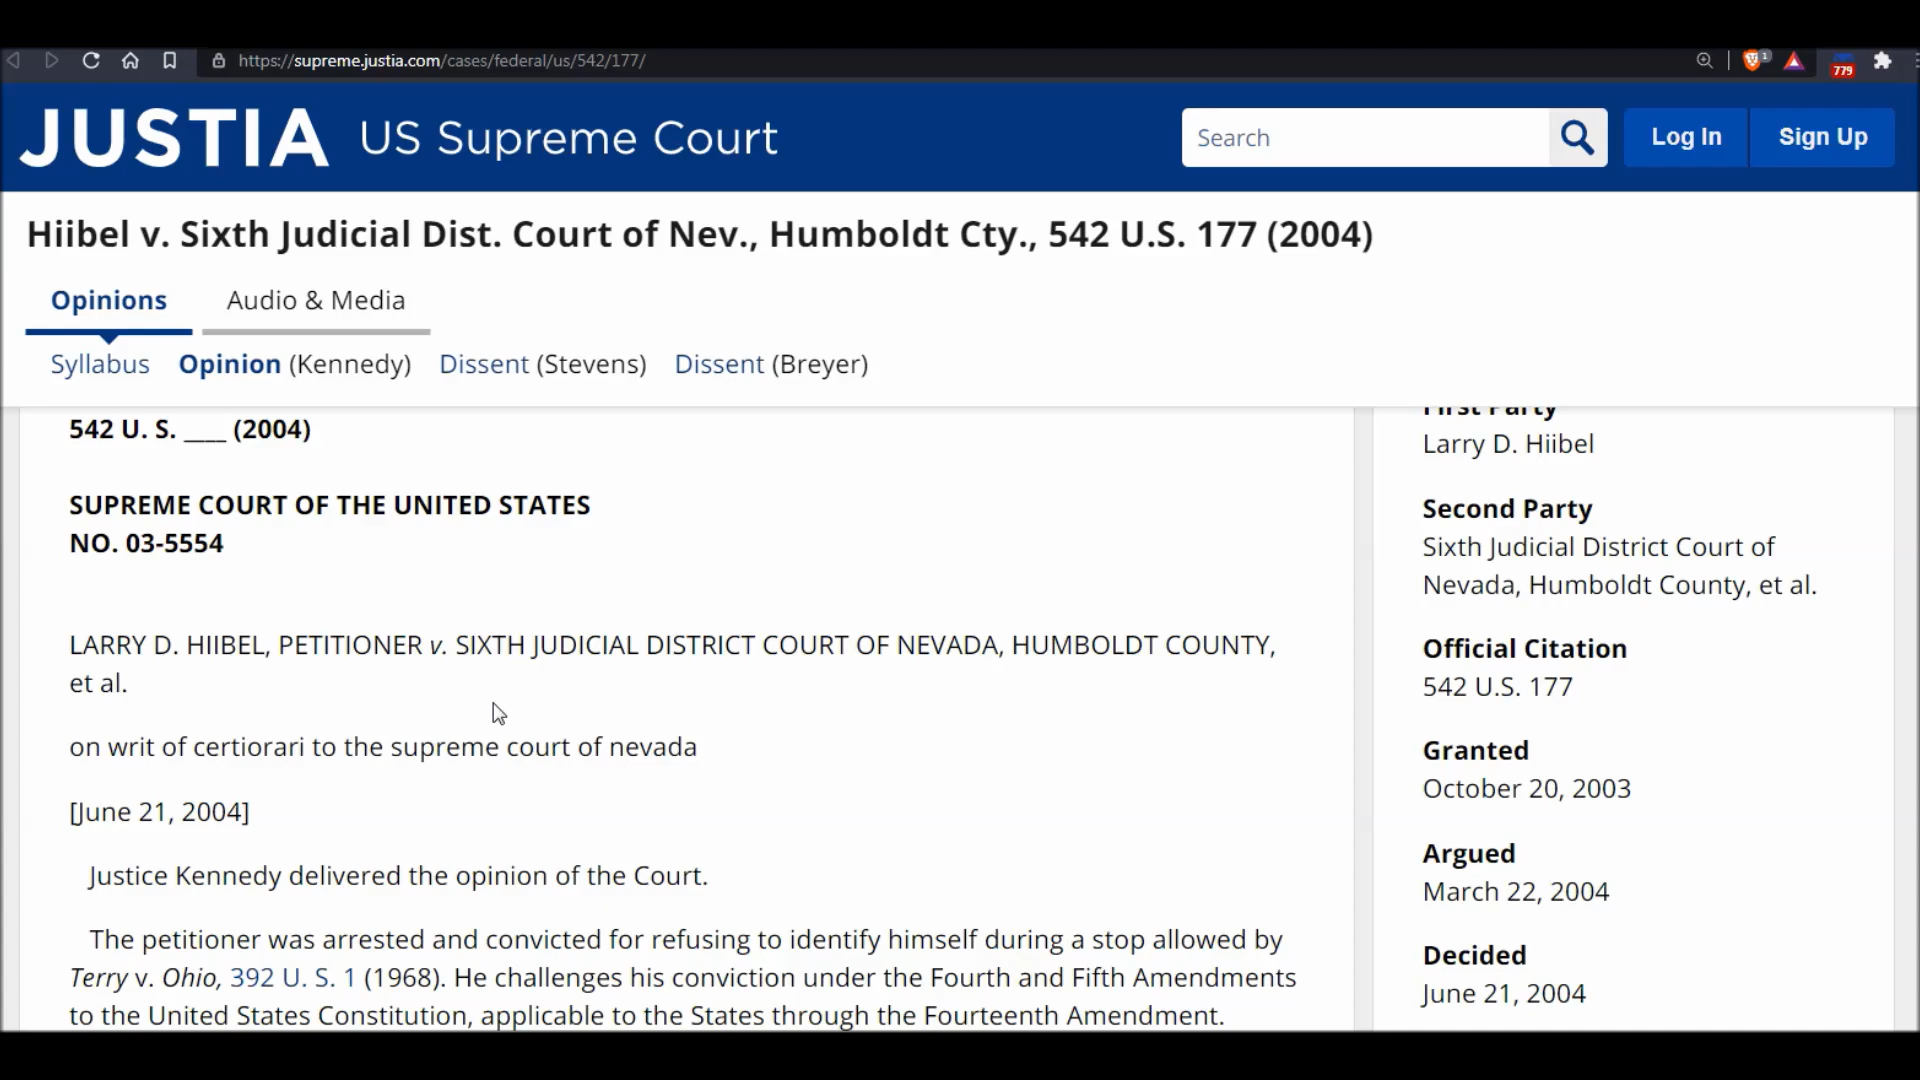 https://supreme.justia.com/cases/federal/us/542/177/
1
779
JUSTIA US Supreme Court
Search
Log In
Sign Up
Hiibel v. Sixth Judicial Dist. Court of Nev., Humboldt Cty., 542 U.S. 177 (2004)
Opinions
Audio & Media
Syllabus Opinion (Kennedy) Dissent (Stevens) Dissent (Breyer)
542 U. S. ____ (2004)
SUPREME COURT OF THE UNITED STATES
NO. 03-5554
LARRY D. HIIBEL, PETITIONER v. SIXTH JUDICIAL DISTRICT COURT OF NEVADA, HUMBOLDT COUNTY,
et al.
on writ of certiorari to the supreme court of nevada
[June 21, 2004]
Justice Kennedy delivered the opinion of the Court.
The petitioner was arrested and convicted for refusing to identify himself during a stop allowed by
Terry v. Ohio, 392 U. S. 1 (1968). He challenges his conviction under the Fourth and Fifth Amendments
to the United States Constitution, applicable to the States through the Fourteenth Amendment.
First Party
Larry D. Hiibel
Second Party
Sixth Judicial District Court of
Nevada, Humboldt County, et al.
Official Citation
542 U.S. 177
Granted
October 20, 2003
Argued
March 22, 2004
Decided
June 21, 2004